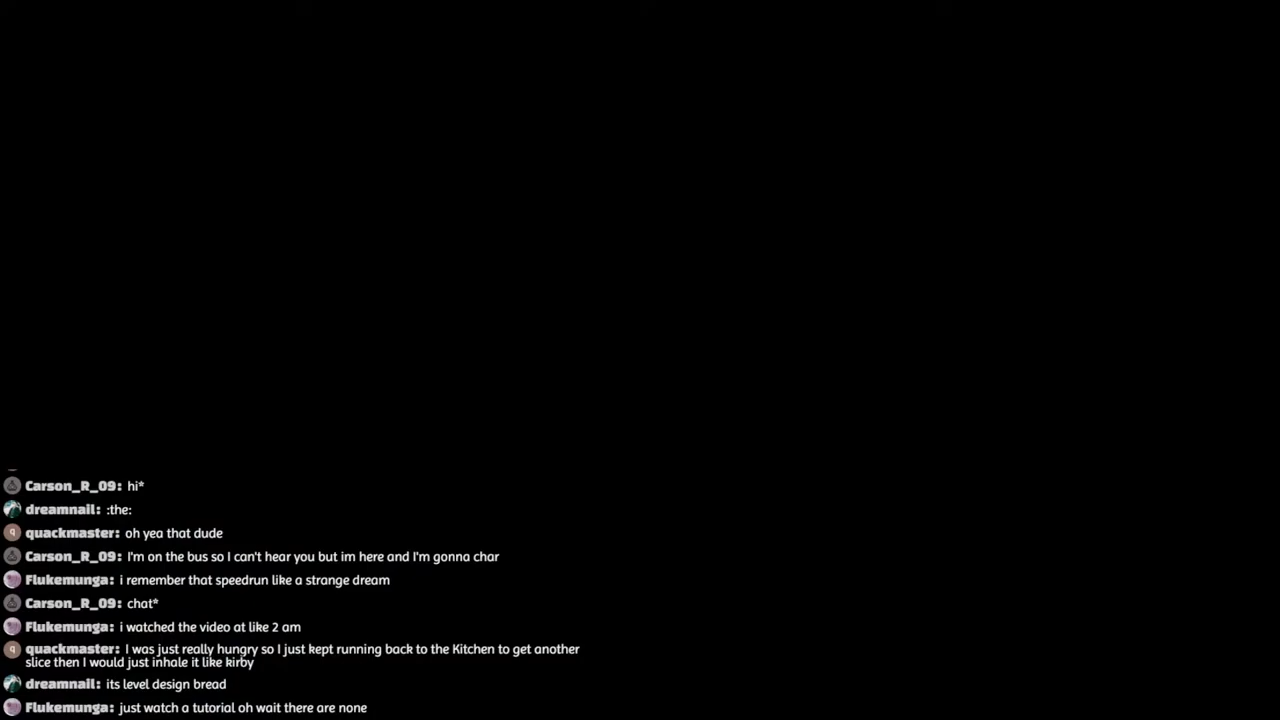 Carson_R_09: hi*
dreamnail: :the:
quackmaster: oh yea that dude
Carson_R_09: I'm on the bus so I can't hear you but im here and I'm gonna char
Flukemunga: i remember that speedrun like a strange dream
Carson_R_09: chat*
Flukemunga: i watched the video at like 2 am
quackmaster: I was just really hungry so I just kept running back to the Kitchen to get another
slice then I would just inhale it like kirby
dreamnail: its level design bread
Flukemunga: just watch a tutorial oh wait there are none